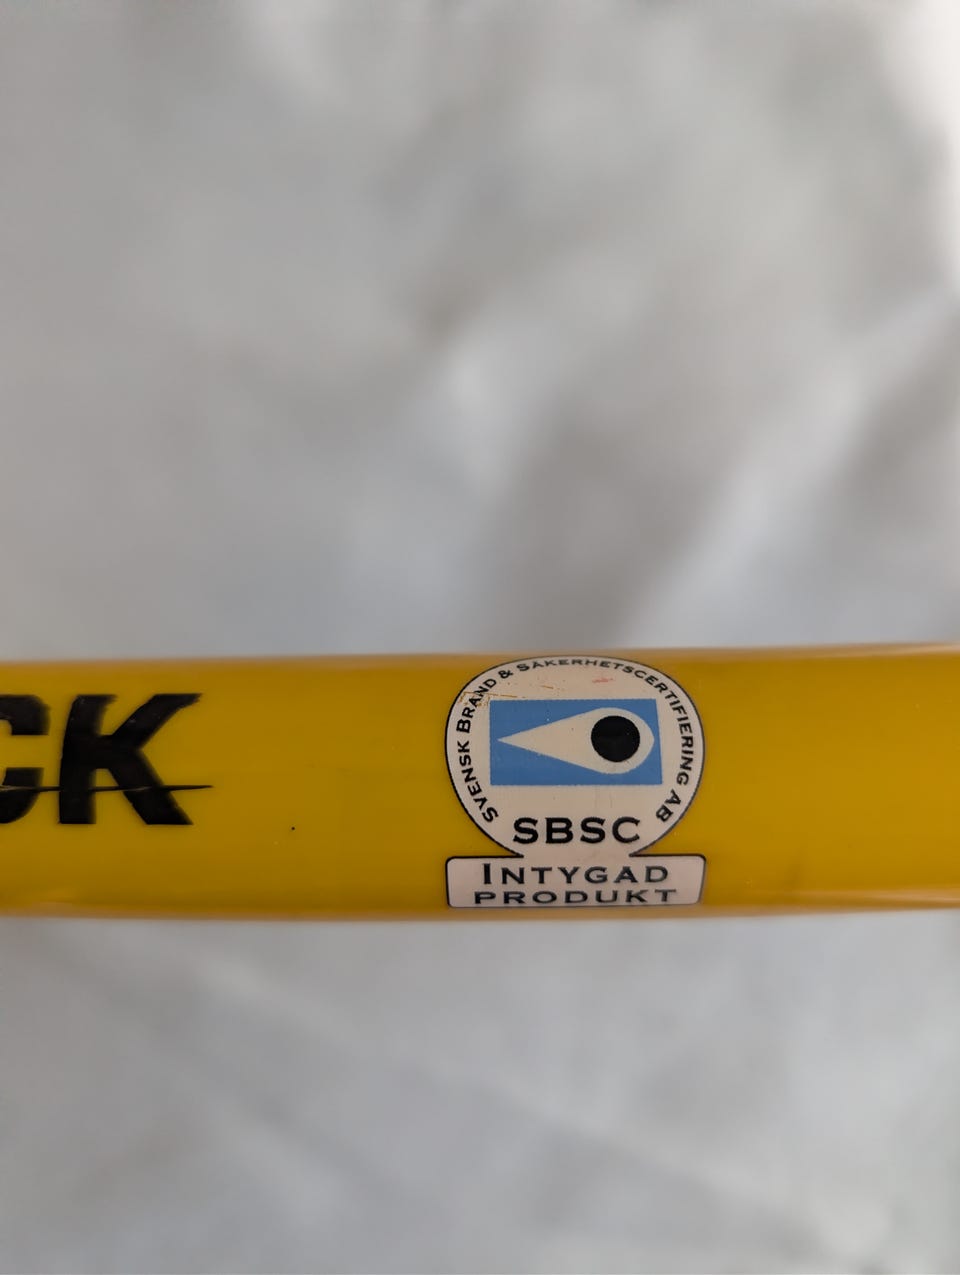 CK
SVENSK BRAND & SÄKERHETSCERTIFIERING AB
SBSC
INTYGAD
PRODUKT